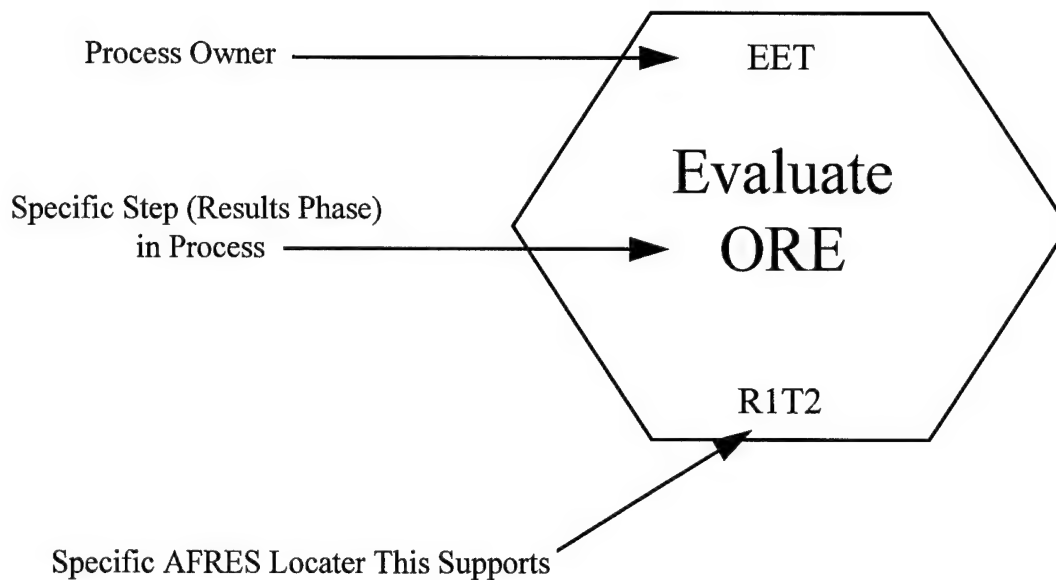 Process Owner
EET
Specific Step (Results Phase)
in Process
Evaluate
ORE
R1T2
Specific AFRES Locater This Supports